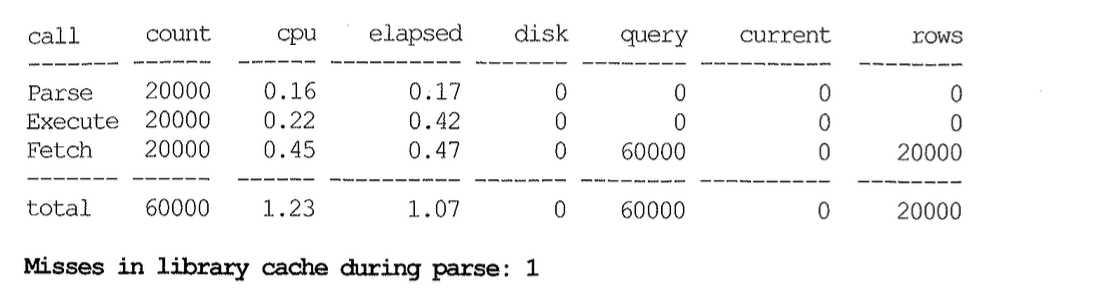 call     count     cpu    elapsed     disk     query     current     rows
------- ------ ------ ---------- ------- -------- ---------- --------
Parse    20000    0.16       0.17        0         0           0        0
Execute  20000    0.22       0.42        0         0           0        0
Fetch    20000    0.45       0.47        0     60000           0    20000
------- ------ ------ ---------- ------- -------- ---------- --------
total    60000    1.23       1.07        0     60000           0    20000
Misses in library cache during parse: 1